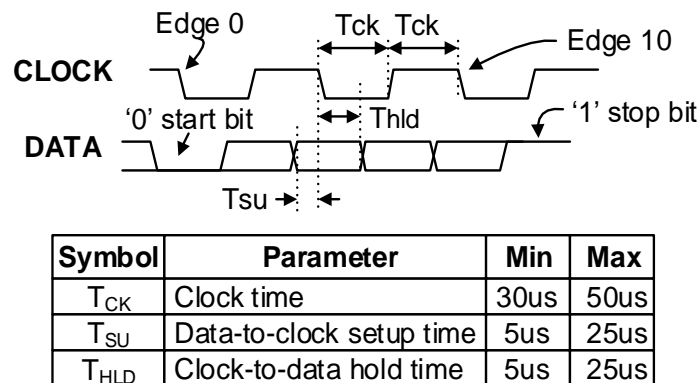 Edge 0
Tck Tck
Edge 10
CLOCK
‘0’ start bit
Thld
‘1’ stop bit
DATA
Tsu
Symbol Parameter Min Max
TCK Clock time 30us 50us
TSU Data-to-clock setup time 5us 25us
THLD Clock-to-data hold time 5us 25us